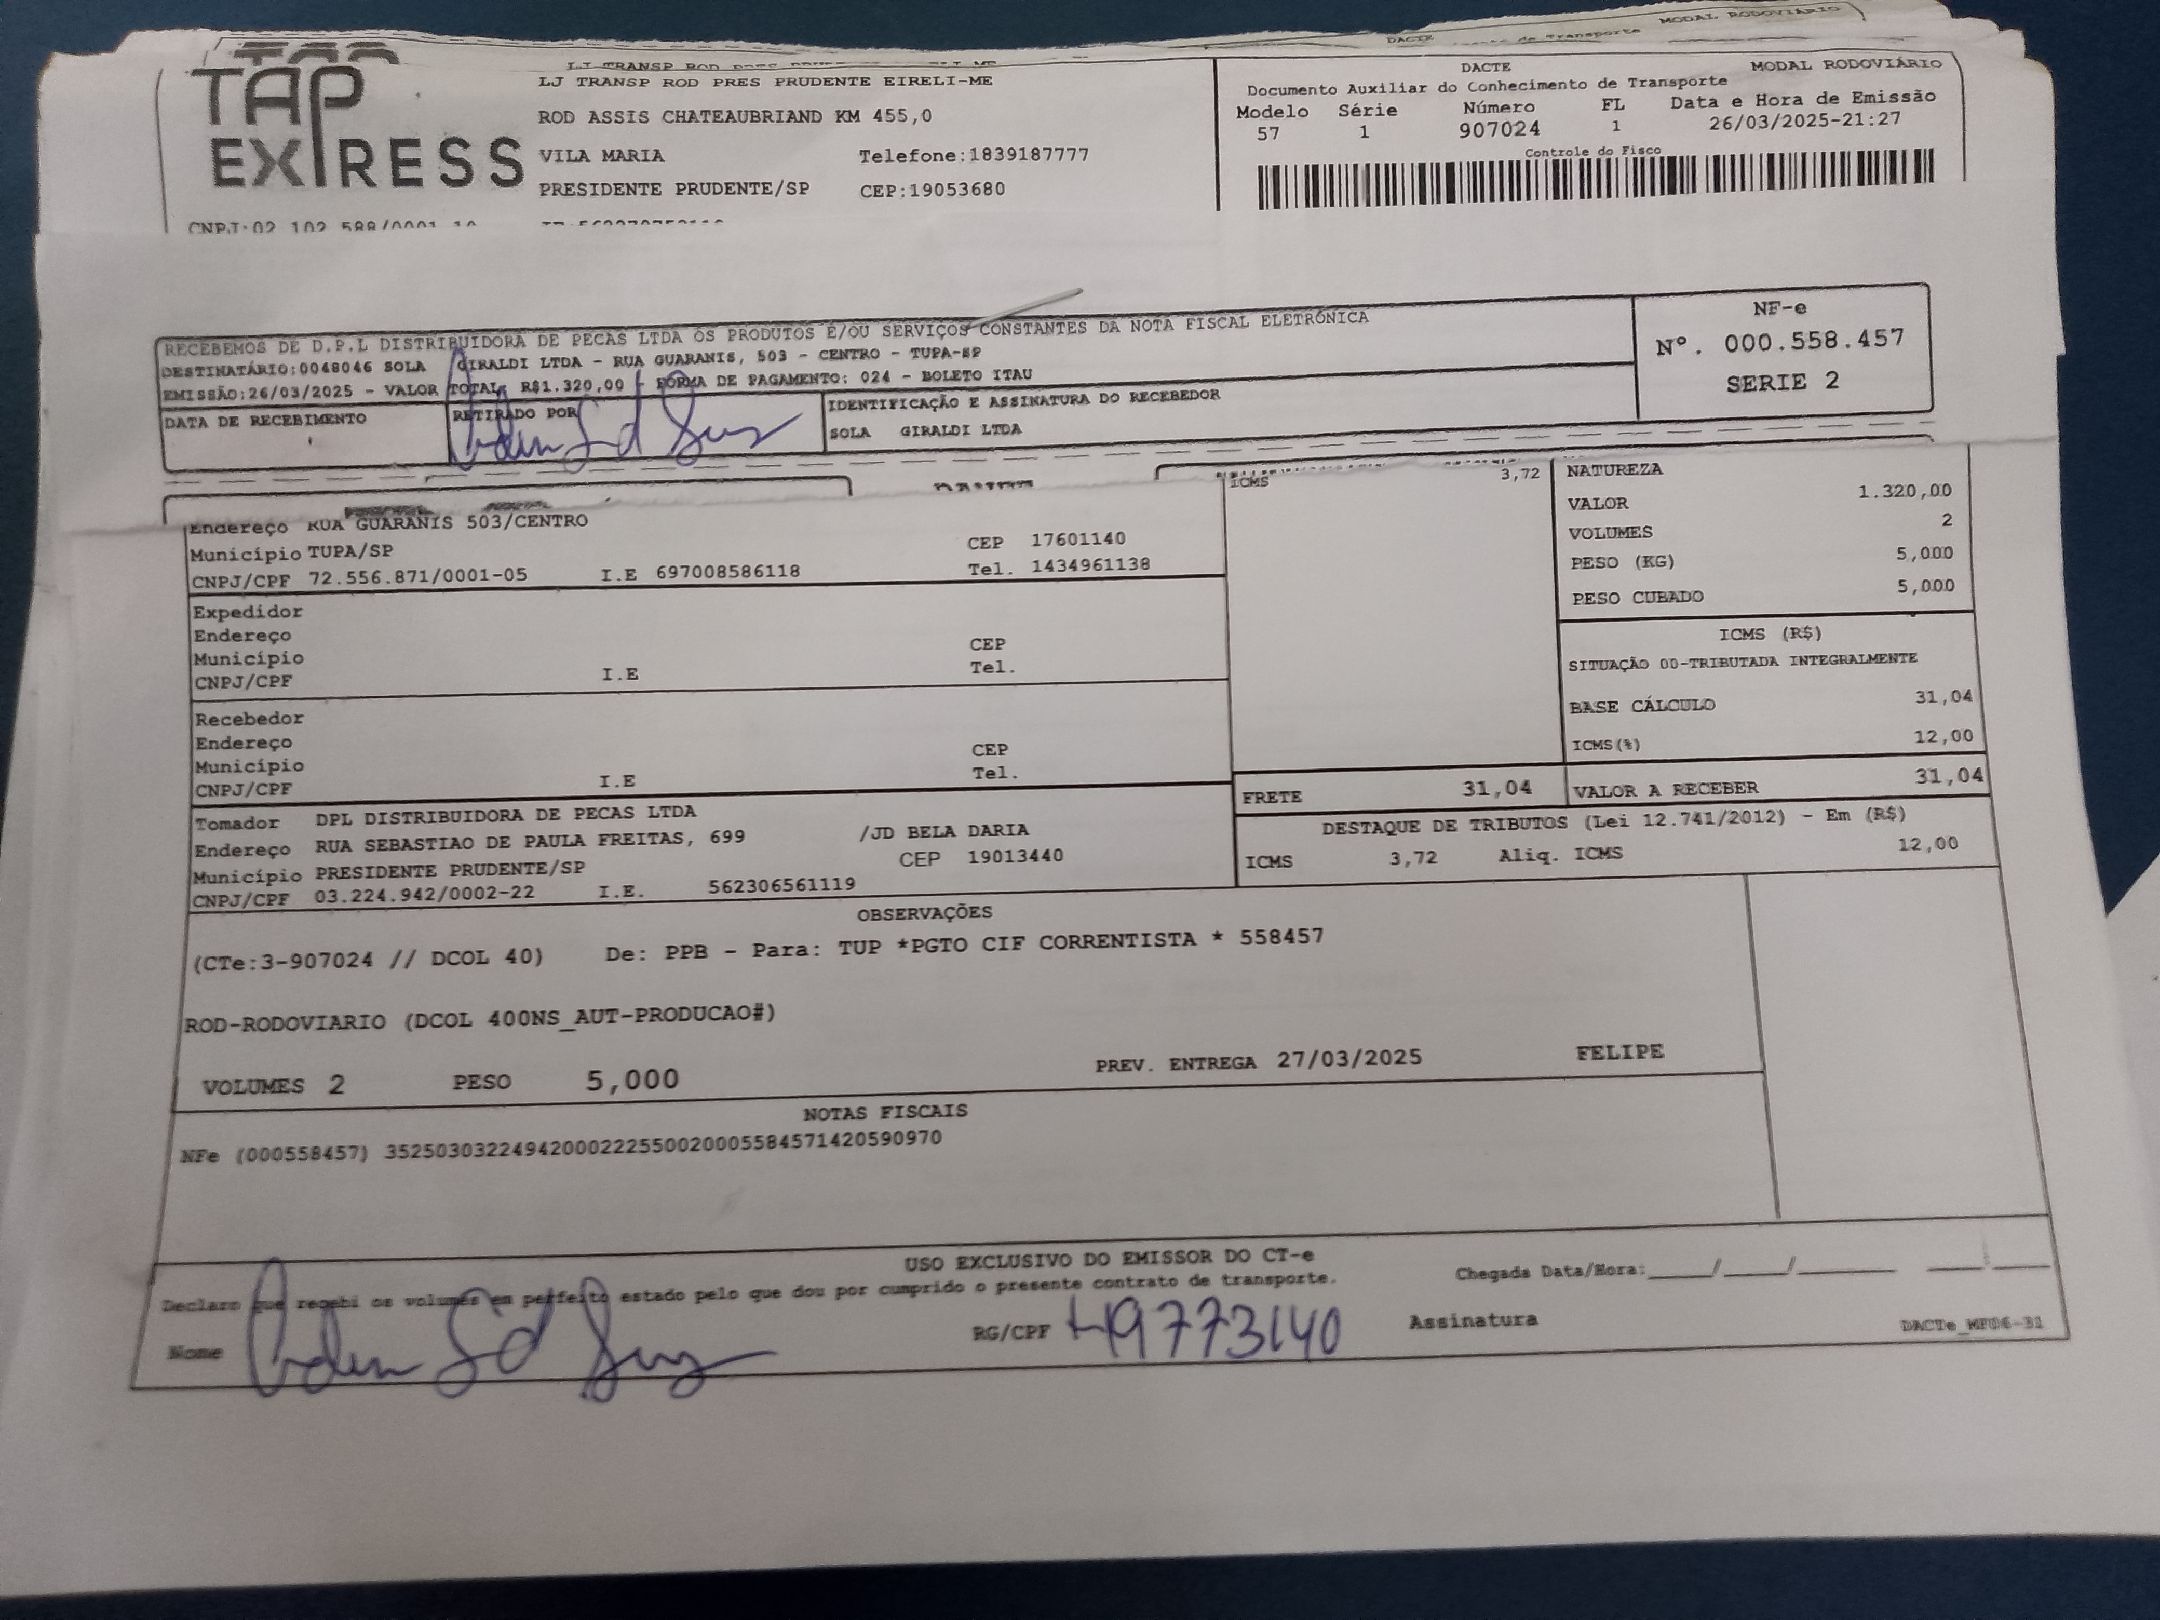 TAP
EXPRESS
LJ TRANSP ROD PRES PRUDENTE EIRELI-ME
ROD ASSIS CHATEAUBRIAND KM 455,0
VILA MARIA Telefone:1839187777
PRESIDENTE PRUDENTE/SP CEP:19053680
MODAL RODOVIÁRIO
DACTE
DACTE MODAL RODOVIÁRIO
Documento Auxiliar do Conhecimento de Transporte
Modelo Série Número FL Data e Hora de Emissão
57 1 907024 1 26/03/2025-21:27
Controle do Fisco
RECEBEMOS DE D.P.L DISTRIBUIDORA DE PECAS LTDA OS PRODUTOS E/OU SERVIÇOS CONSTANTES DA NOTA FISCAL ELETRÔNICA
DESTINATÁRIO:0048046 SOLA GIRALDI LTDA - RUA GUARANIS, 503 - CENTRO - TUPA-SP
EMISSÃO:26/03/2025 - VALOR TOTAL: R$1.320,00 - FORMA DE PAGAMENTO: 024 - BOLETO ITAU
DATA DE RECEBIMENTO RETIRADO POR IDENTIFICAÇÃO E ASSINATURA DO RECEBEDOR
SOLA GIRALDI LTDA
NF-e
Nº. 000.558.457
SERIE 2
Endereço RUA GUARANIS 503/CENTRO
Município TUPA/SP CEP 17601140
CNPJ/CPF 72.556.871/0001-05 I.E 697008586118 Tel. 1434961138
Expedidor
Endereço
Município CEP
CNPJ/CPF I.E Tel.
Recebedor
Endereço
Município CEP
CNPJ/CPF I.E Tel.
Tomador DPL DISTRIBUIDORA DE PECAS LTDA
Endereço RUA SEBASTIAO DE PAULA FREITAS, 699 /JD BELA DARIA
Município PRESIDENTE PRUDENTE/SP CEP 19013440
CNPJ/CPF 03.224.942/0002-22 I.E. 562306561119
ICMS 3,72
NATUREZA
VALOR 1.320,00
VOLUMES 2
PESO (KG) 5,000
PESO CUBADO 5,000
ICMS (R$)
SITUAÇÃO 00-TRIBUTADA INTEGRALMENTE
BASE CÁLCULO 31,04
ICMS(%) 12,00
FRETE 31,04 VALOR A RECEBER 31,04
DESTAQUE DE TRIBUTOS (Lei 12.741/2012) - Em (R$)
ICMS 3,72 Aliq. ICMS 12,00
OBSERVAÇÕES
(CTe:3-907024 // DCOL 40) De: PPB - Para: TUP *PGTO CIF CORRENTISTA * 558457
ROD-RODOVIARIO (DCOL 400NS_AUT-PRODUCAO#)
VOLUMES 2 PESO 5,000 PREV. ENTREGA 27/03/2025 FELIPE
NOTAS FISCAIS
NFe (000558457) 35250303224942000222550020005584571420590970
USO EXCLUSIVO DO EMISSOR DO CT-e
Declaro que recebi os volumes em perfeito estado pelo que dou por cumprido o presente contrato de transporte. Chegada Data/Hora:____/____/______ ____:____
Nome RG/CPF 49773140 Assinatura DACTe_MP06-31